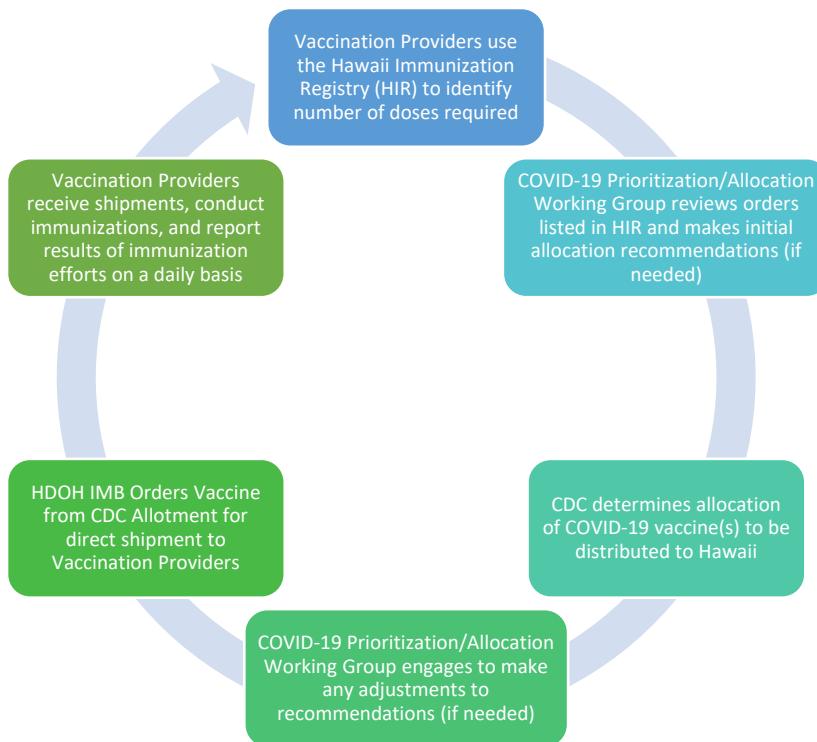 Vaccination Providers use
the Hawaii Immunization
Registry (HIR) to identify
number of doses required
COVID-19 Prioritization/Allocation
Working Group reviews orders
listed in HIR and makes initial
allocation recommendations (if
needed)
CDC determines allocation
of COVID-19 vaccine(s) to be
distributed to Hawaii
COVID-19 Prioritization/Allocation
Working Group engages to make
any adjustments to
recommendations (if needed)
HDOH IMB Orders Vaccine
from CDC Allotment for
direct shipment to
Vaccination Providers
Vaccination Providers
receive shipments, conduct
immunizations, and report
results of immunization
efforts on a daily basis